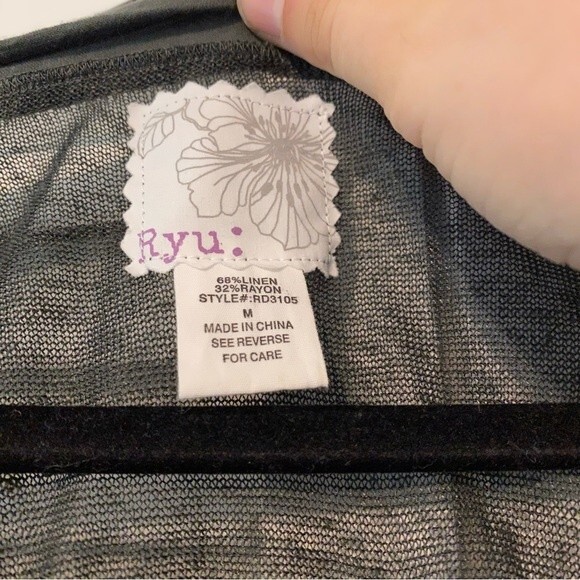 Ryu:
68%LINEN
32%RAYON
STYLE#:RD3105
M
MADE IN CHINA
SEE REVERSE
FOR CARE